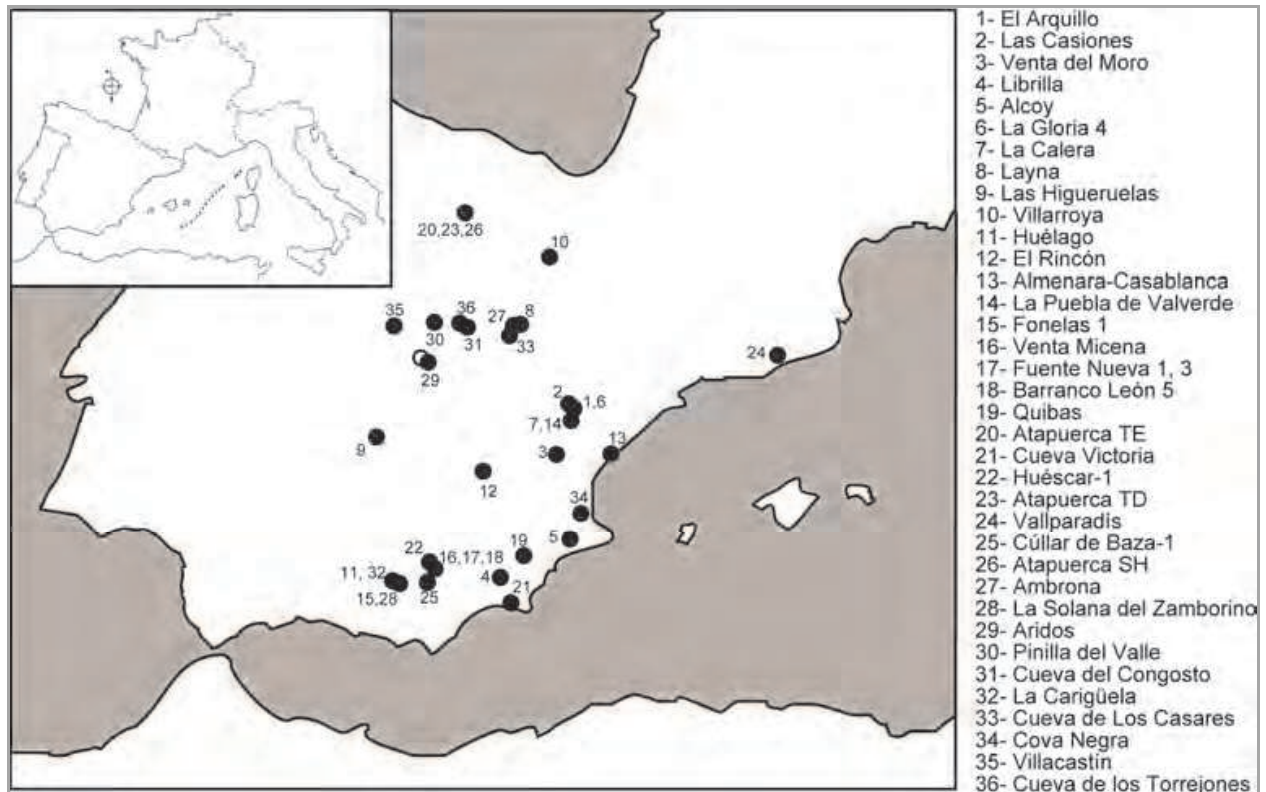 20,23,26
10
35
30
36
31
27
8
33
29
24
2
1,6
7,14
9
3
13
12
34
5
22
16,17,18
19
11, 32
15,28
25
4
21
1- El Arquillo
2- Las Casiones
3- Venta del Moro
4- Librilla
5- Alcoy
6- La Gloria 4
7- La Calera
8- Layna
9- Las Higueruelas
10- Villarroya
11- Huélago
12- El Rincón
13- Almenara-Casablanca
14- La Puebla de Valverde
15- Fonelas 1
16- Venta Micena
17- Fuente Nueva 1, 3
18- Barranco León 5
19- Quibas
20- Atapuerca TE
21- Cueva Victoria
22- Huéscar-1
23- Atapuerca TD
24- Vallparadís
25- Cúllar de Baza-1
26- Atapuerca SH
27- Ambrona
28- La Solana del Zamborino
29- Aridos
30- Pinilla del Valle
31- Cueva del Congosto
32- La Carigüela
33- Cueva de Los Casares
34- Cova Negra
35- Villacastín
36- Cueva de los Torrejones